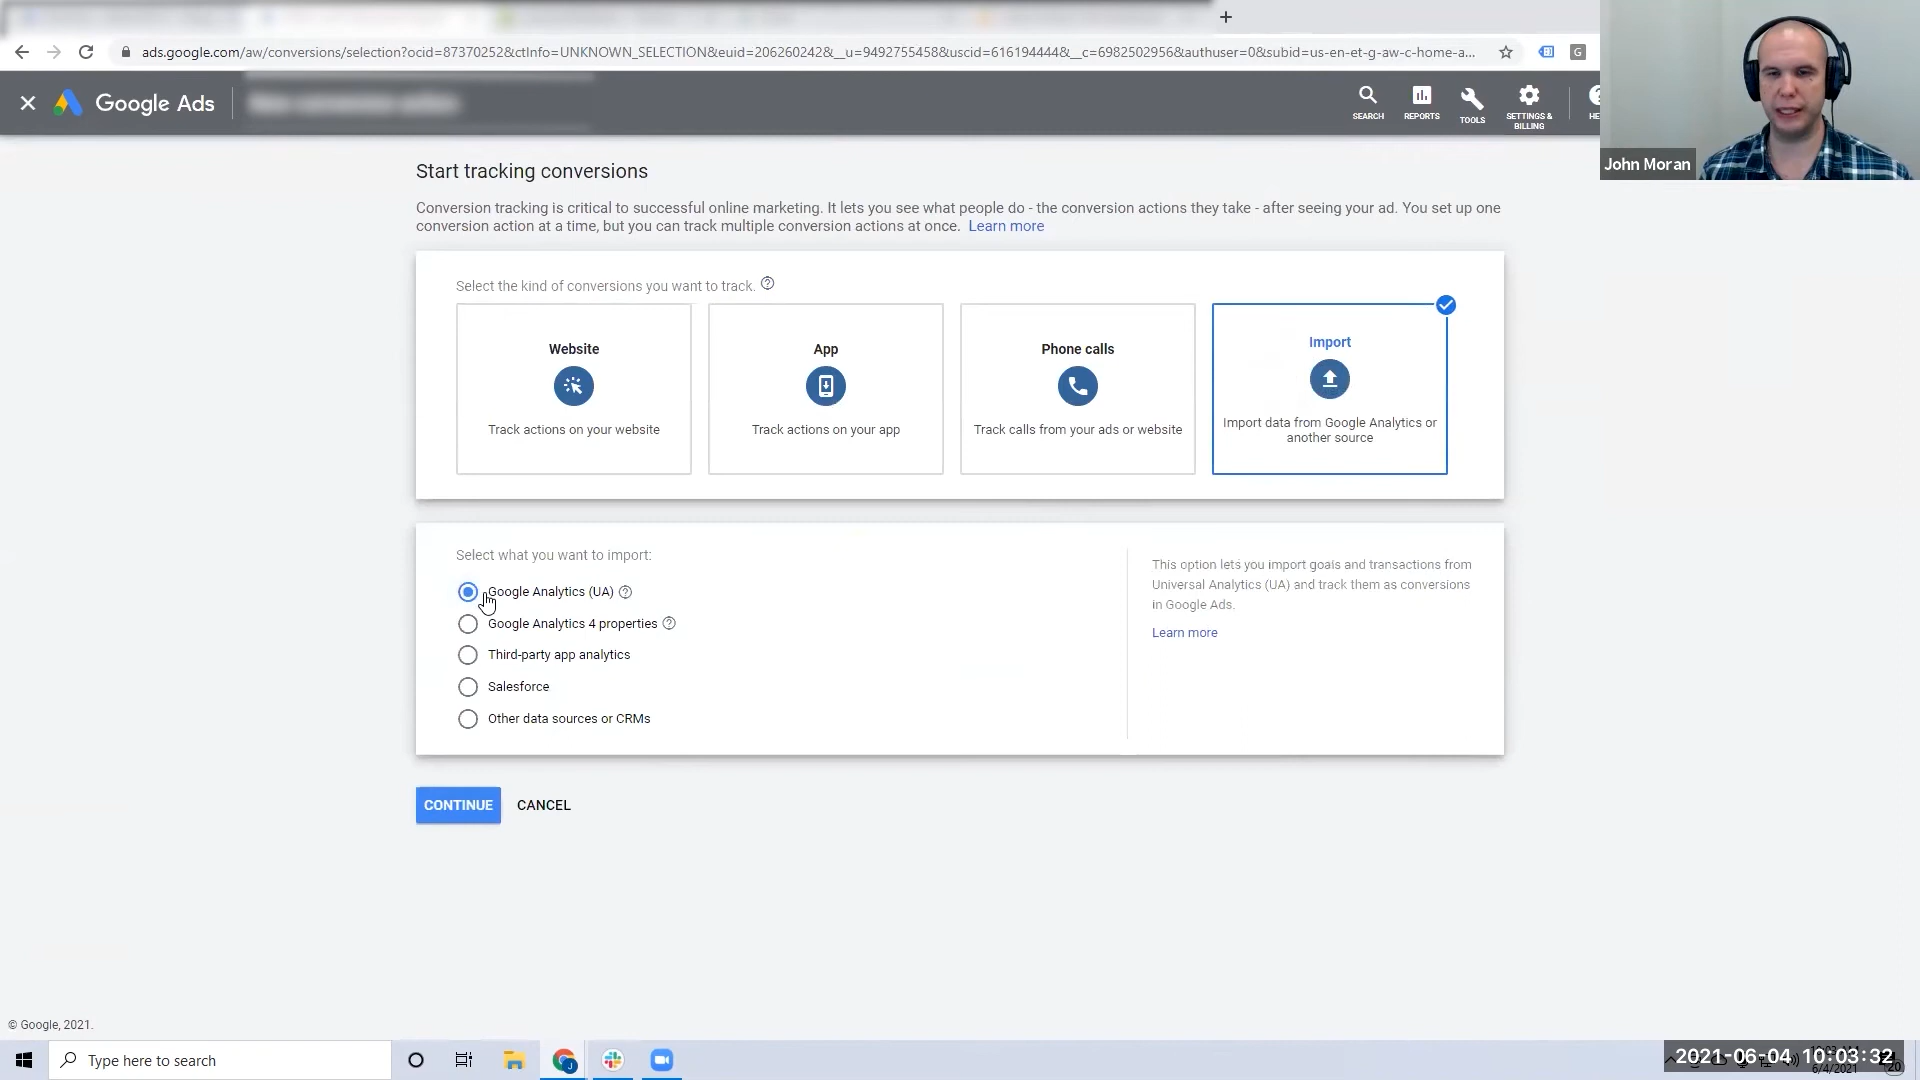 ads.google.com/aw/conversions/selection?ocid=87370252&ctInfo=UNKNOWN_SELECTION&euid=206260242&__u=9492755458&uscid=616194444&__c=6982502956&authuser=0&subid=us-en-et-g-aw-c-home-a...
G
Google Ads
SEARCH
REPORTS
TOOLS
SETTINGS &
BILLING
HE
John Moran
Start tracking conversions
Conversion tracking is critical to successful online marketing. It lets you see what people do - the conversion actions they take - after seeing your ad. You set up one
conversion action at a time, but you can track multiple conversion actions at once. Learn more
Select the kind of conversions you want to track.
Website
Track actions on your website
App
Track actions on your app
Phone calls
Track calls from your ads or website
Import
Import data from Google Analytics or
another source
Select what you want to import:
Google Analytics (UA)
Google Analytics 4 properties
Third-party app analytics
Salesforce
Other data sources or CRMs
This option lets you import goals and transactions from
Universal Analytics (UA) and track them as conversions
in Google Ads.
Learn more
CONTINUE
CANCEL
© Google, 2021.
Type here to search
2021-06-04 10:03:32
6/4/2021
20